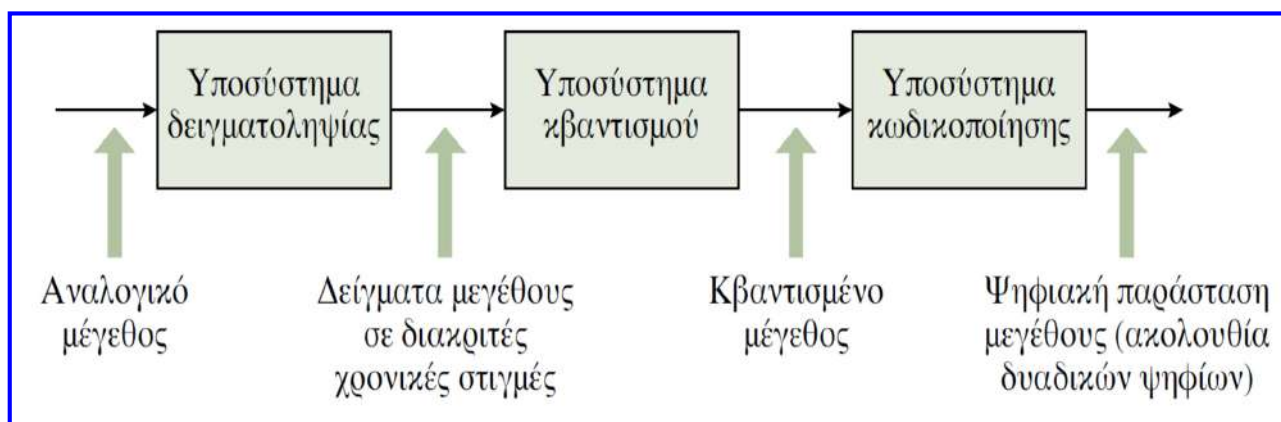 Υποσύστημα
δειγματοληψίας
Υποσύστημα
κβαντισμού
Υποσύστημα
κωδικοποίησης
Αναλογικό
μέγεθος
Δείγματα μεγέθους
σε διακριτές
χρονικές στιγμές
Κβαντισμένο
μέγεθος
Ψηφιακή παράσταση
μεγέθους (ακολουθία
δυαδικών ψηφίων)